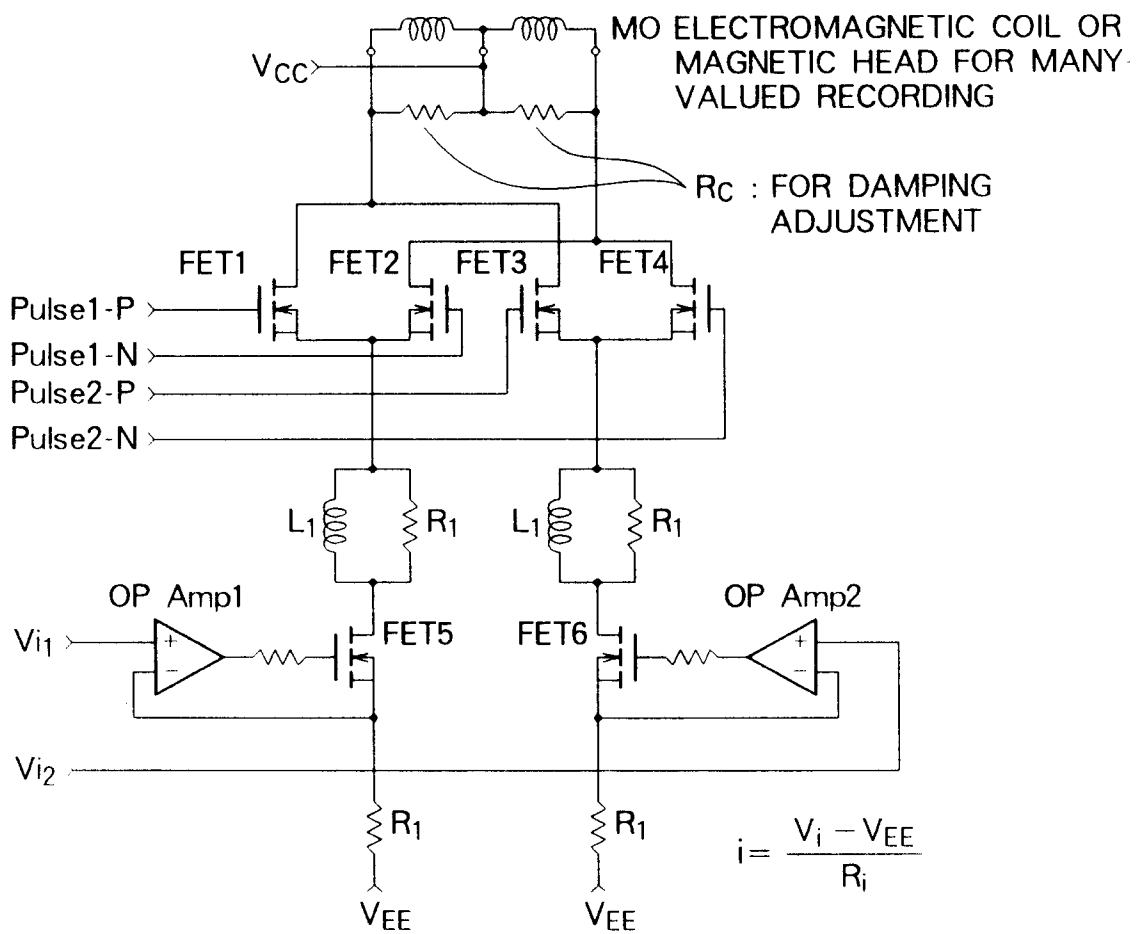 MO ELECTROMAGNETIC COIL OR
MAGNETIC HEAD FOR MANY-
VALUED RECORDING
VCC
RC : FOR DAMPING
ADJUSTMENT
FET1 FET2 FET3 FET4
Pulse1-P
Pulse1-N
Pulse2-P
Pulse2-N
L1 R1 L1 R1
OP Amp1 OP Amp2
Vi1 + − FET5 FET6 + −
Vi2
R1 R1
i= Vi − VEE
Ri
VEE VEE